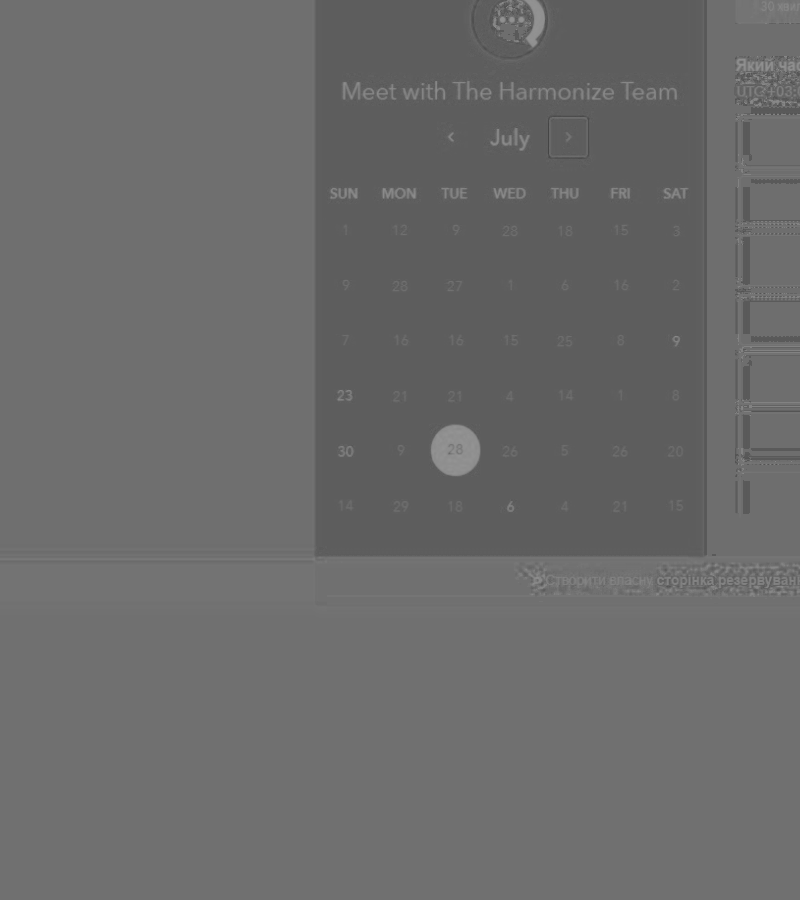 30 хвил
Який час
UTC +03:0
Meet with The Harmonize Team
July
SUN MON TUE WED THU FRI SAT
1 12 9 28 18 15 3
9 28 27 1 6 16 2
7 16 16 15 25 8 9
23 21 21 4 14 1 8
30 9 28 26 5 26 20
14 29 18 6 4 21 15
Створити власну сторінка резервуван